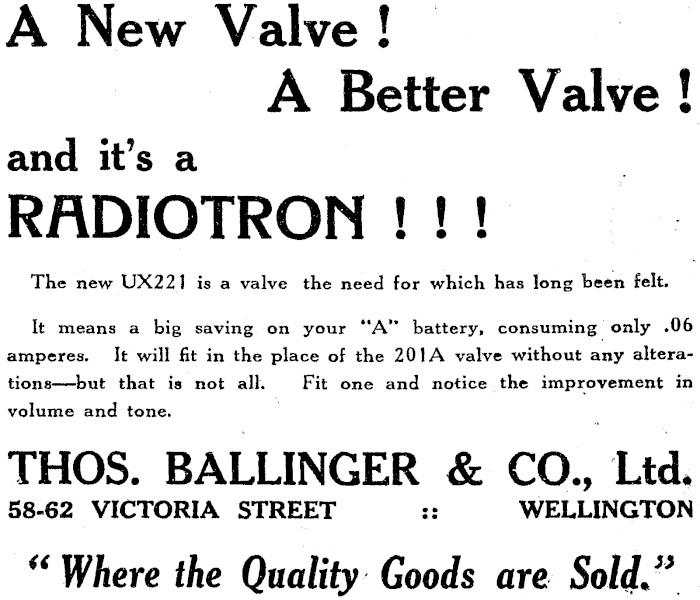 A New Valve !
A Better Valve !
and it's a
RADIOTRON ! ! !
The new UX221 is a valve the need for which has long been felt.
It means a big saving on your "A" battery, consuming only .06
amperes. It will fit in the place of the 201A valve without any altera-
tions—but that is not all. Fit one and notice the improvement in
volume and tone.
THOS. BALLINGER & CO., Ltd.
58-62 VICTORIA STREET :: WELLINGTON
"Where the Quality Goods are Sold."